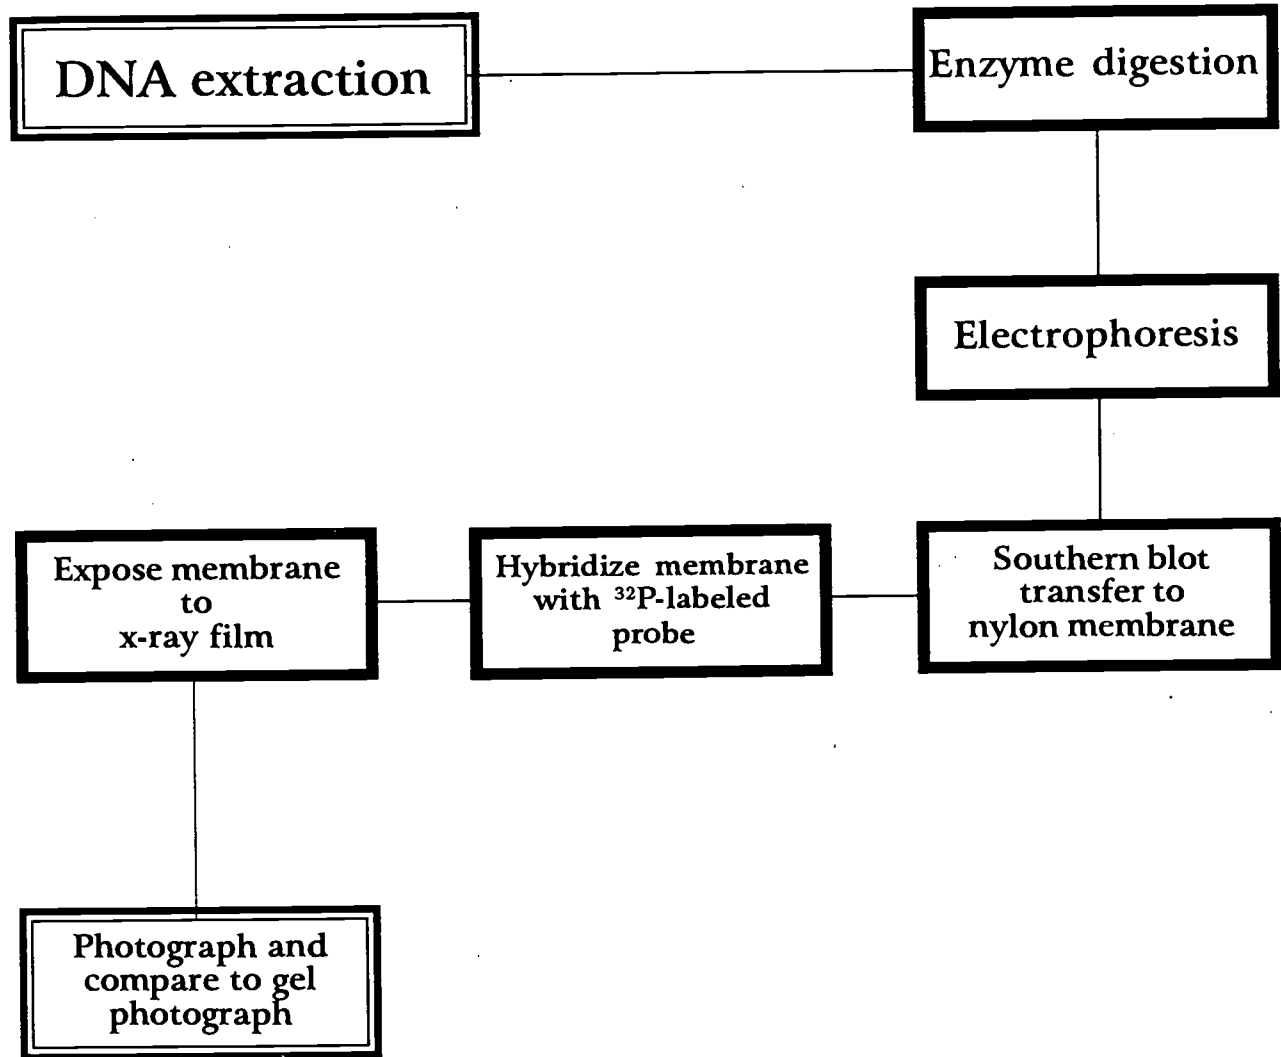 DNA extraction
Enzyme digestion
Electrophoresis
Southern blot
transfer to
nylon membrane
Hybridize membrane
with ³²P-labeled
probe
Expose membrane
to
x-ray film
Photograph and
compare to gel
photograph